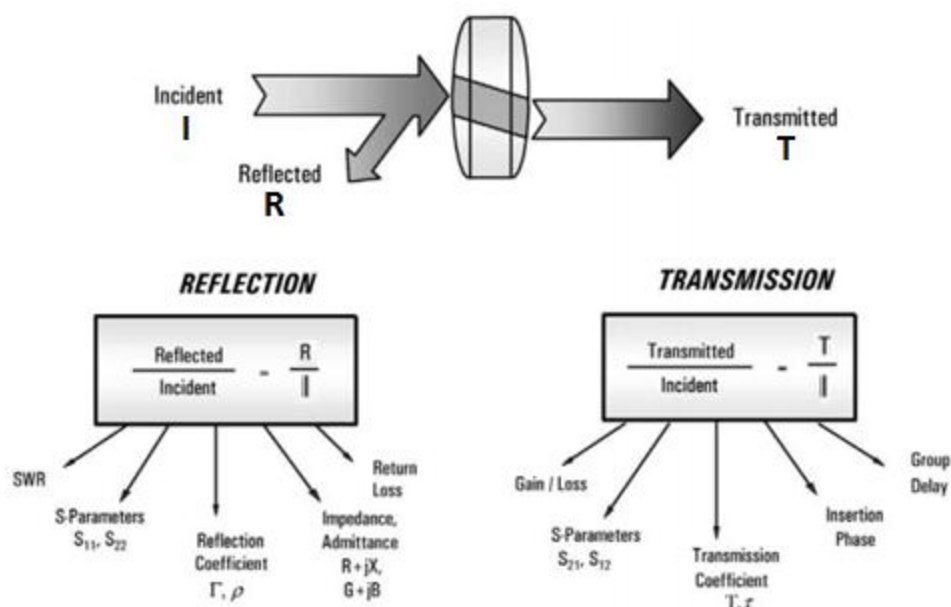 Incident
I
Reflected
R
Transmitted
T
REFLECTION
TRANSMISSION
Reflected
Incident
=
R
I
Transmitted
Incident
=
T
I
SWR
S-Parameters
S₁₁, S₂₂
Reflection
Coefficient
Γ, ρ
Impedance,
Admittance
R + jX,
G + jB
Return
Loss
Gain / Loss
S-Parameters
S₂₁, S₁₂
Transmission
Coefficient
Τ, τ
Insertion
Phase
Group
Delay